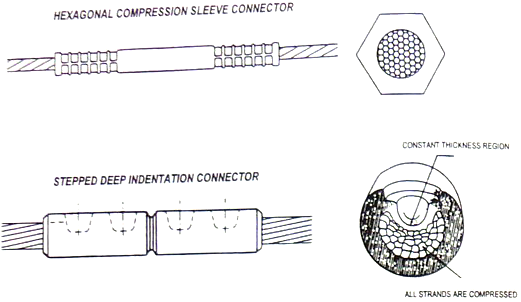 HEXAGONAL COMPRESSION SLEEVE CONNECTOR
CONSTANT THICKNESS REGION
STEPPED DEEP INDENTATION CONNECTOR
ALL STRANDS ARE COMPRESSED